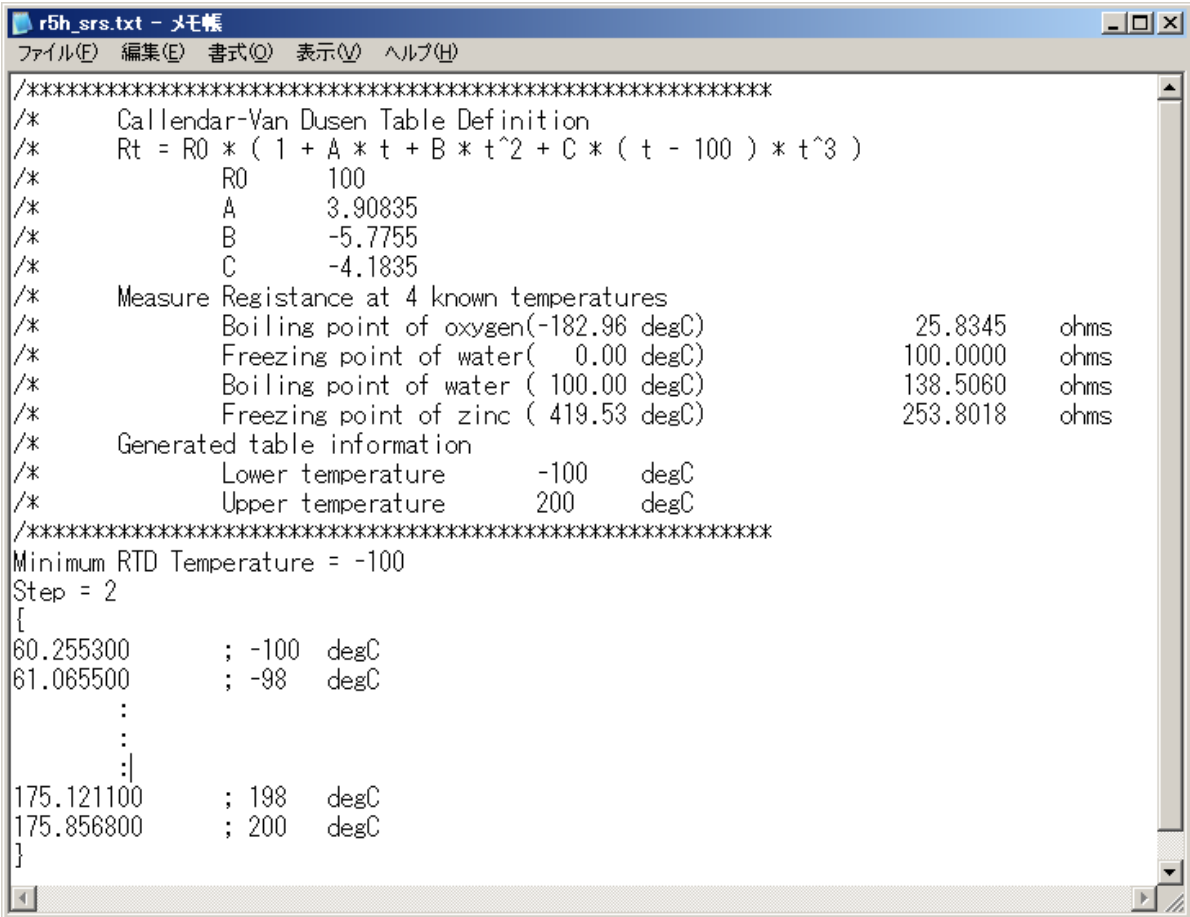 r5h_srs.txt - メモ帳
ファイル(F) 編集(E) 書式(O) 表示(V) ヘルプ(H)
/*********************************************************
/* Callendar-Van Dusen Table Definition
/* Rt = R0 * ( 1 + A * t + B * t^2 + C * ( t - 100 ) * t^3 )
/* R0 100
/* A 3.90835
/* B -5.7755
/* C -4.1835
/* Measure Registance at 4 known temperatures
/* Boiling point of oxygen(-182.96 degC) 25.8345 ohms
/* Freezing point of water( 0.00 degC) 100.0000 ohms
/* Boiling point of water ( 100.00 degC) 138.5060 ohms
/* Freezing point of zinc ( 419.53 degC) 253.8018 ohms
/* Generated table information
/* Lower temperature -100 degC
/* Upper temperature 200 degC
/*********************************************************
Minimum RTD Temperature = -100
Step = 2
{
60.255300 ; -100 degC
61.065500 ; -98 degC
:
:
:
175.121100 ; 198 degC
175.856800 ; 200 degC
}